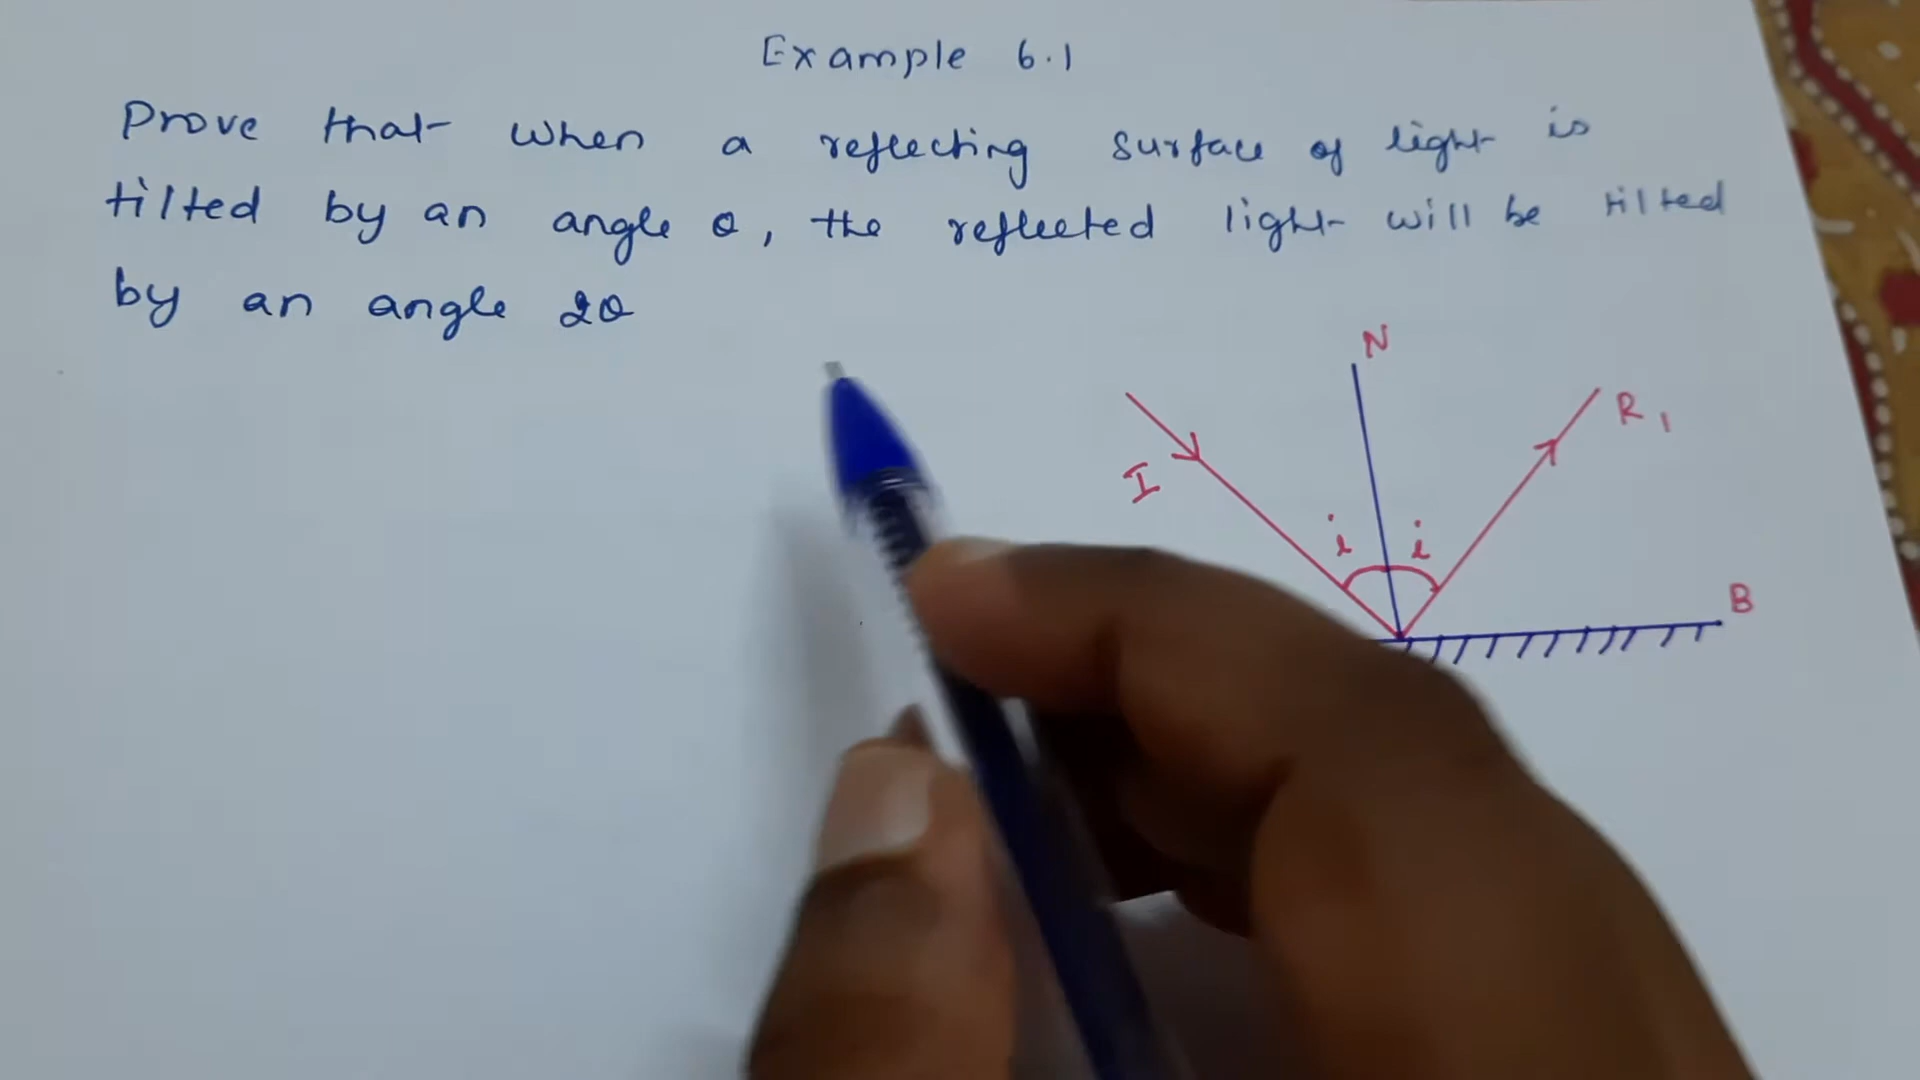 Example 6.1
Prove that when a reflecting surface of light is
tilted by an angle θ, the reflected light will be tilted
by an angle 2θ
N
R1
I
i i
B